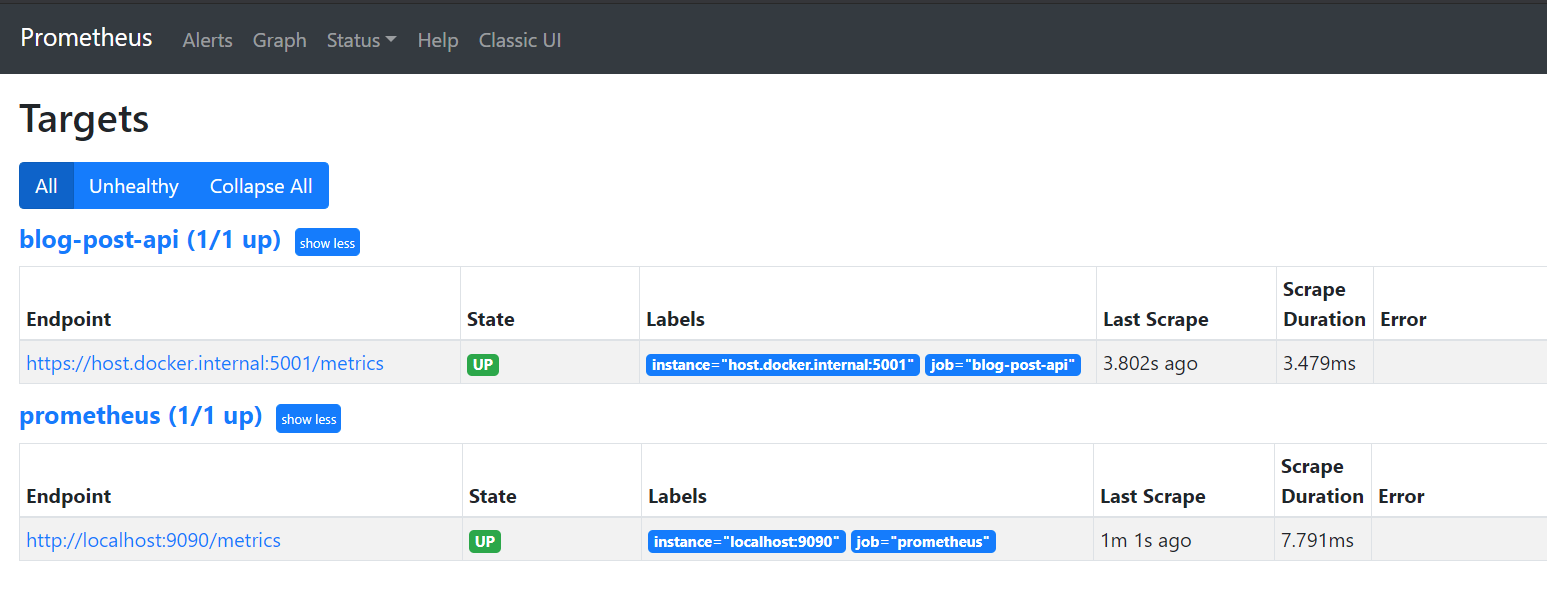 Prometheus Alerts Graph Status Help Classic UI
Targets
All Unhealthy Collapse All
blog-post-api (1/1 up) show less
Endpoint State Labels Last Scrape Scrape Duration Error
https://host.docker.internal:5001/metrics UP instance="host.docker.internal:5001" job="blog-post-api" 3.802s ago 3.479ms
prometheus (1/1 up) show less
Endpoint State Labels Last Scrape Scrape Duration Error
http://localhost:9090/metrics UP instance="localhost:9090" job="prometheus" 1m 1s ago 7.791ms